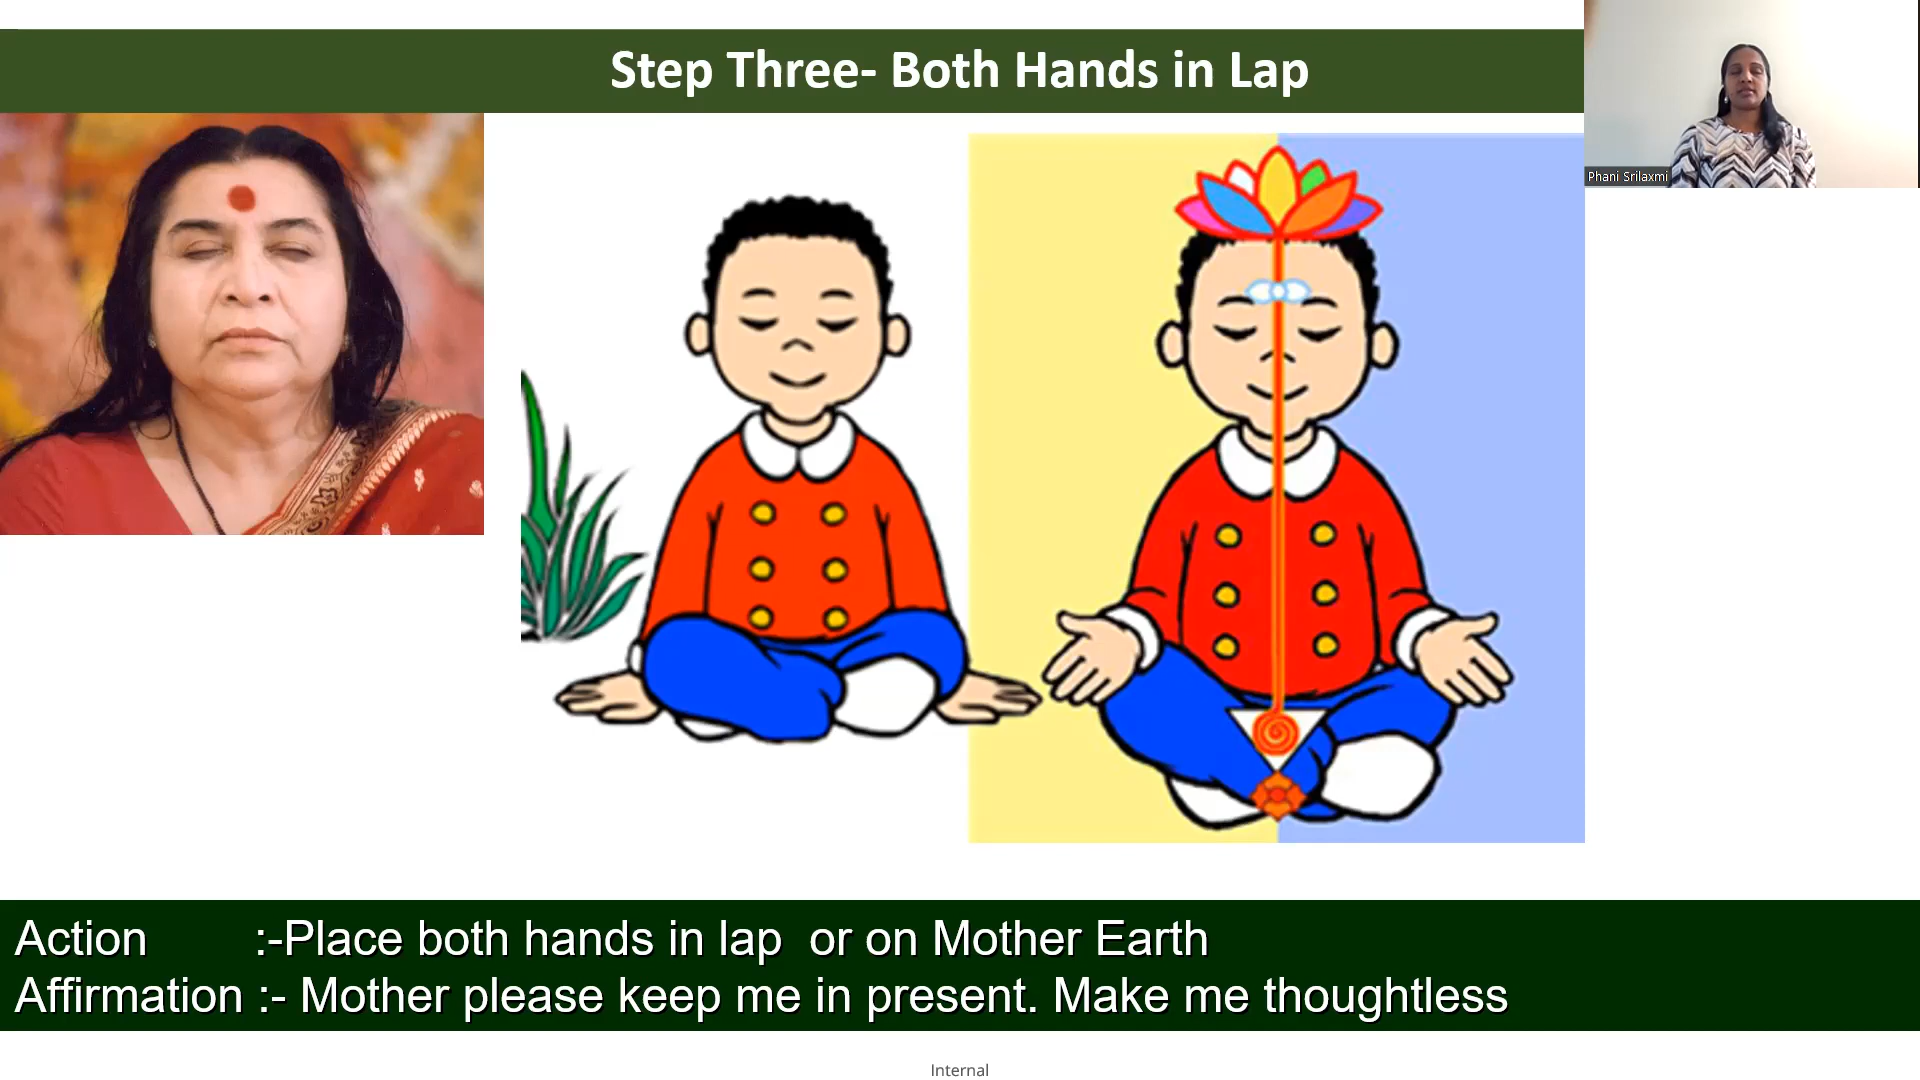 Step Three- Both Hands in Lap
Phani Srilaxmi
Action :-Place both hands in lap or on Mother Earth
Affirmation :- Mother please keep me in present. Make me thoughtless
Internal